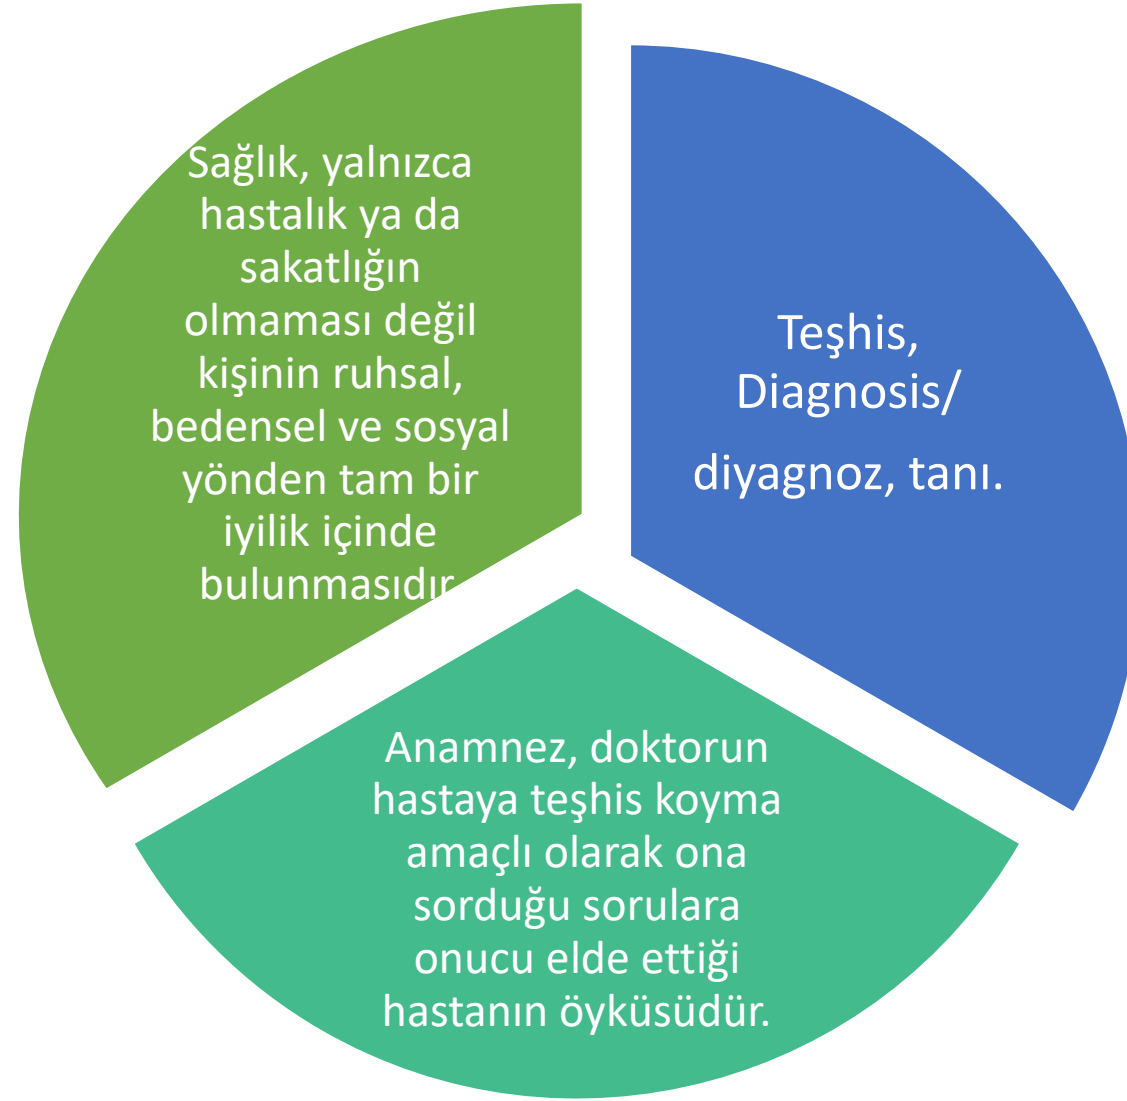 Sağlık, yalnızca
hastalık ya da
sakatlığın
olmaması değil
kişinin ruhsal,
bedensel ve sosyal
yönden tam bir
iyilik içinde
bulunmasıdır
Teşhis,
Diagnosis/
diyagnoz, tanı.
Anamnez, doktorun
hastaya teşhis koyma
amaçlı olarak ona
sorduğu sorulara
onucu elde ettiği
hastanın öyküsüdür.